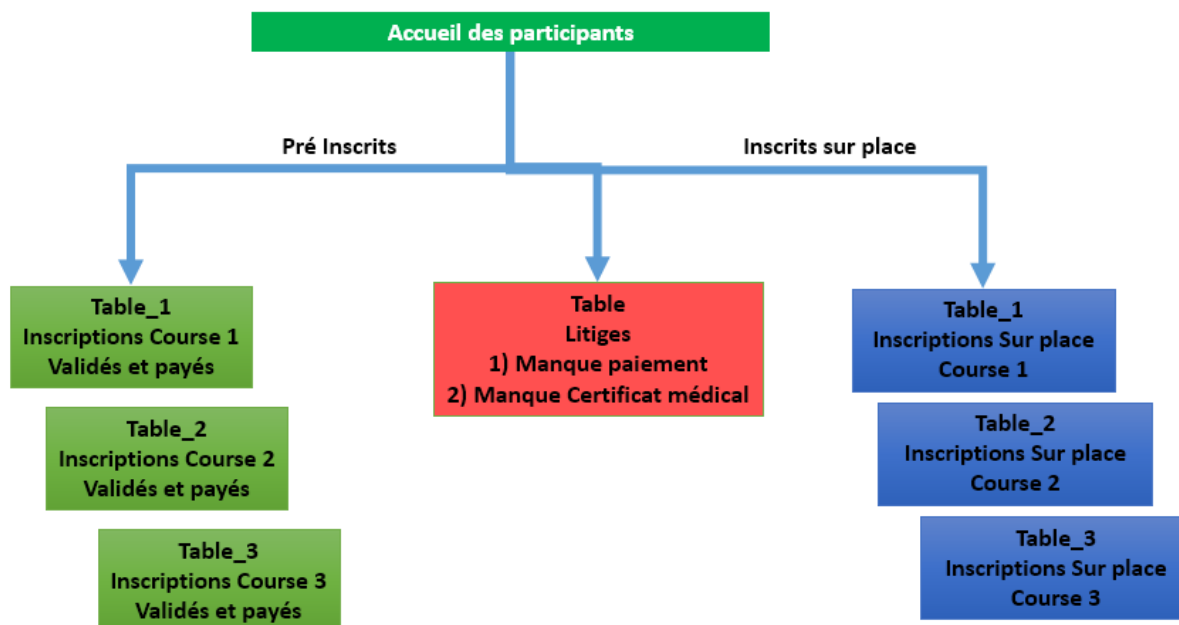 Accueil des participants
Pré Inscrits
Inscrits sur place
Table_1
Inscriptions Course 1
Validés et payés
Table_2
Inscriptions Course 2
Validés et payés
Table_3
Inscriptions Course 3
Validés et payés
Table
Litiges
1) Manque paiement
2) Manque Certificat médical
Table_1
Inscriptions Sur place
Course 1
Table_2
Inscriptions Sur place
Course 2
Table_3
Inscriptions Sur place
Course 3